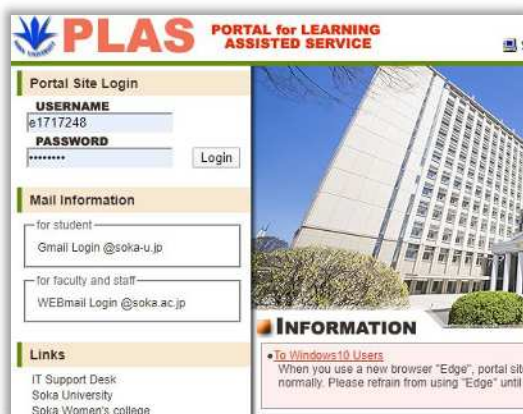 PLAS
PORTAL for LEARNING
ASSISTED SERVICE
Portal Site Login
USERNAME
e1717248
PASSWORD
••••••••
Login
Mail Information
for student
Gmail Login @soka-u.jp
for faculty and staff
WEBmail Login @soka.ac.jp
Links
IT Support Desk
Soka University
Soka Women's college
INFORMATION
To Windows10 Users
When you use a new browser "Edge", portal sit
normally. Please refrain from using "Edge" until